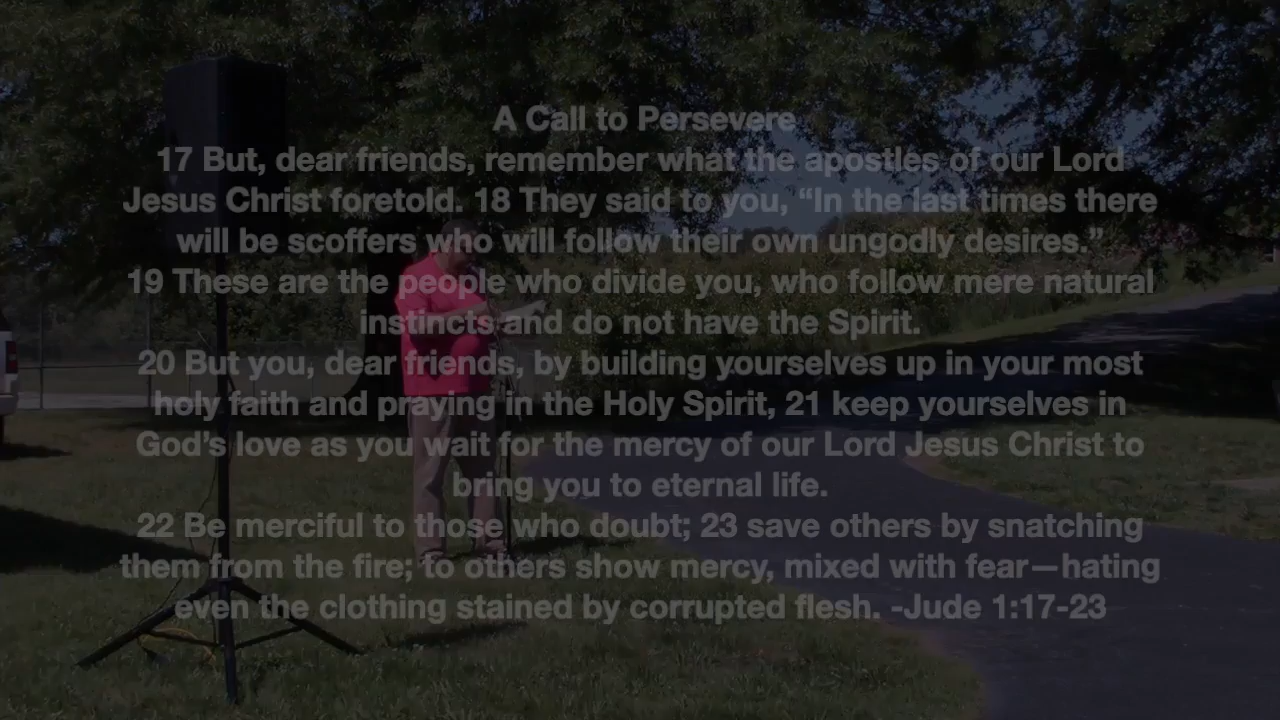 A Call to Persevere
17 But, dear friends, remember what the apostles of our Lord
Jesus Christ foretold. 18 They said to you, “In the last times there
will be scoffers who will follow their own ungodly desires.”
19 These are the people who divide you, who follow mere natural
instincts and do not have the Spirit.
20 But you, dear friends, by building yourselves up in your most
holy faith and praying in the Holy Spirit, 21 keep yourselves in
God’s love as you wait for the mercy of our Lord Jesus Christ to
bring you to eternal life.
22 Be merciful to those who doubt; 23 save others by snatching
them from the fire; to others show mercy, mixed with fear—hating
even the clothing stained by corrupted flesh. -Jude 1:17-23